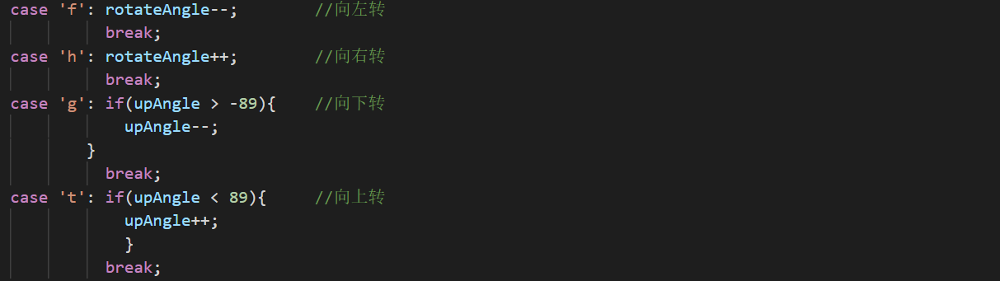 case 'f': rotateAngle--;        //向左转
          break;
case 'h': rotateAngle++;        //向右转
          break;
case 'g': if(upAngle > -89){    //向下转
            upAngle--;
        }
          break;
case 't': if(upAngle < 89){     //向上转
            upAngle++;
            }
          break;